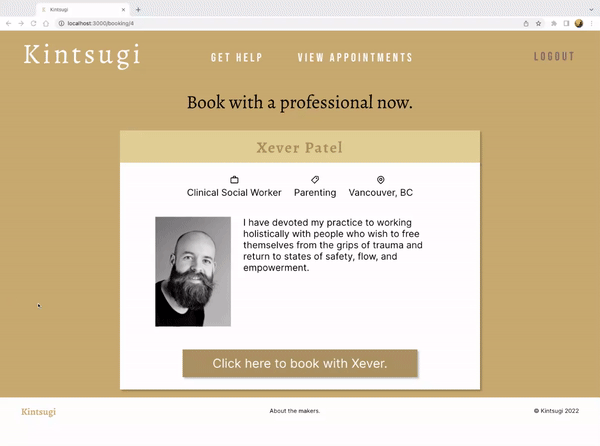 Kintsugi
localhost:3000/booking/4
Kintsugi
GET HELP
VIEW APPOINTMENTS
LOGOUT
Book with a professional now.
Xever Patel
Clinical Social Worker
Parenting
Vancouver, BC
I have devoted my practice to working
holistically with people who wish to free
themselves from the grips of trauma and
return to states of safety, flow, and
empowerment.
Click here to book with Xever.
Kintsugi
About the makers.
© Kintsugi 2022